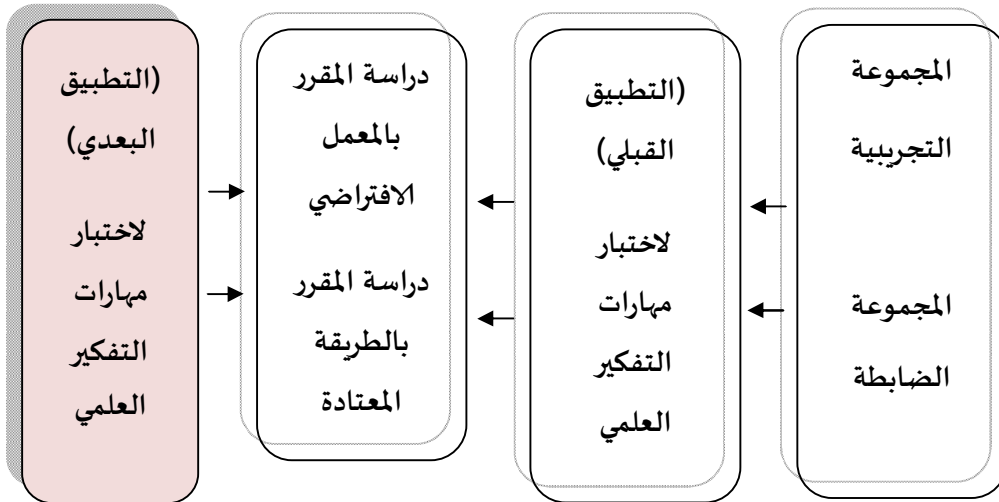 المجموعة
التجريبية
المجموعة
الضابطة
(التطبيق
القبلي)
لاختبار
مهارات
التفكير
العلمي
دراسة المقرر
بالمعمل
الافتراضي
دراسة المقرر
بالطريقة
المعتادة
(التطبيق
البعدي)
لاختبار
مهارات
التفكير
العلمي